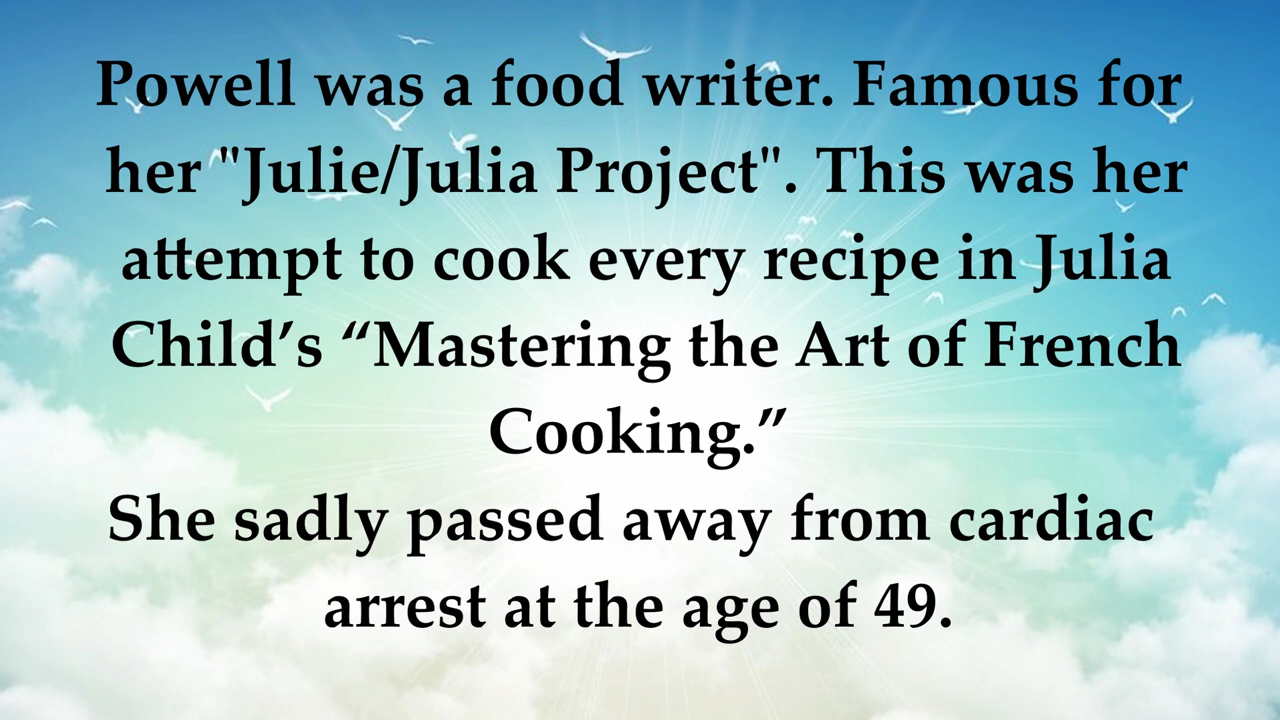 Powell was a food writer. Famous for
her "Julie/Julia Project". This was her
attempt to cook every recipe in Julia
Child’s “Mastering the Art of French
Cooking.”
She sadly passed away from cardiac
arrest at the age of 49.